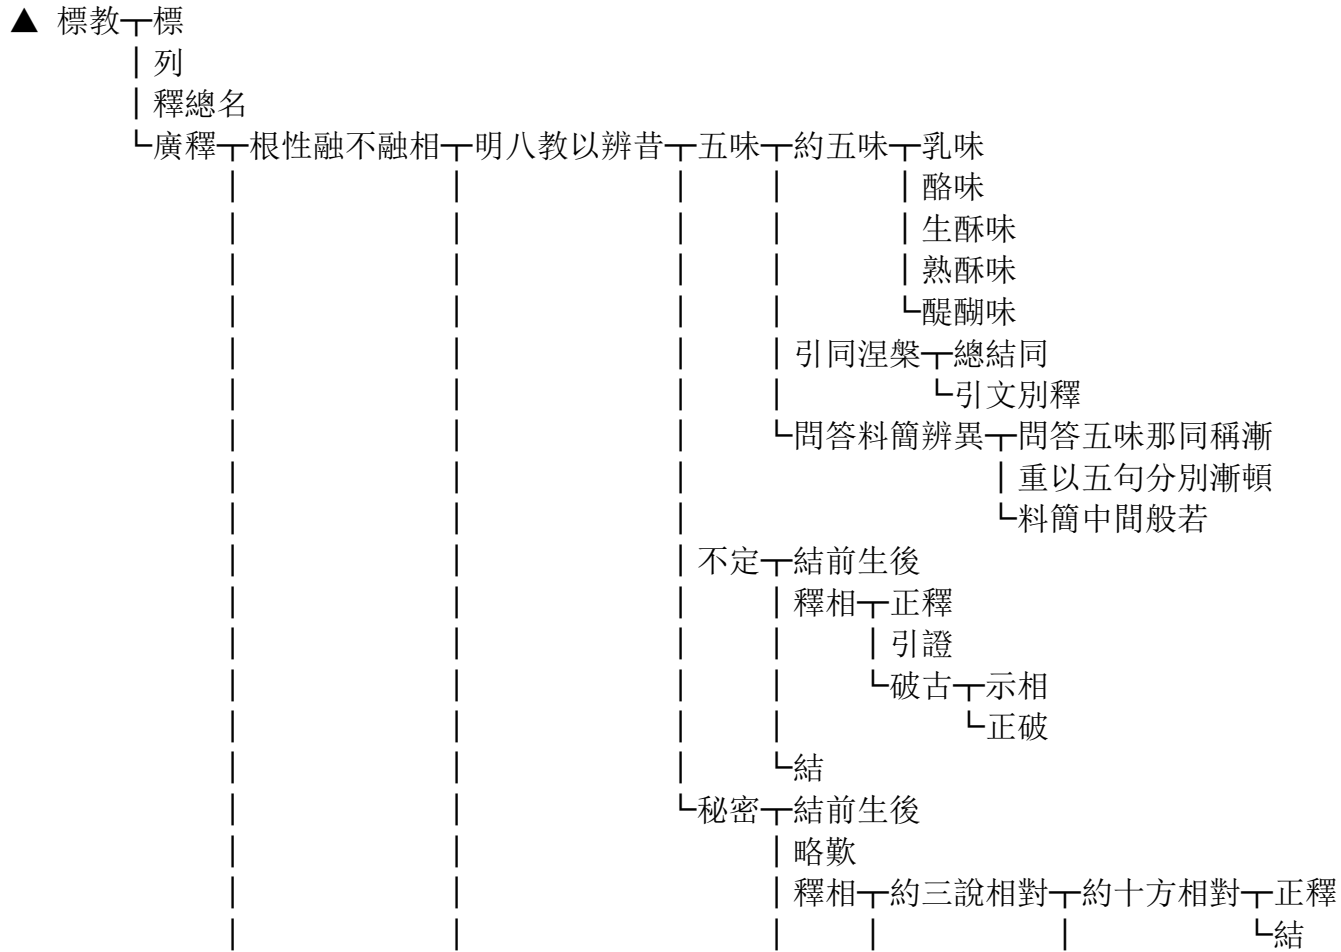 ▲ 標教┬標
│列
│釋總名
└廣釋┬根性融不融相┬明八教以辨昔┬五味┬約五味┬乳味
│ │ │ │ │酪味
│ │ │ │ │生酥味
│ │ │ │ │熟酥味
│ │ │ │ └醍醐味
│ │ │ │引同涅槃┬總結同
│ │ │ │ └引文別釋
│ │ │ └問答料簡辨異┬問答五味那同稱漸
│ │ │ │重以五句分別漸頓
│ │ │ └料簡中間般若
│ │ │不定┬結前生後
│ │ │ │釋相┬正釋
│ │ │ │ │引證
│ │ │ │ └破古┬示相
│ │ │ │ └正破
│ │ │ └結
│ │ └秘密┬結前生後
│ │ │略歎
│ │ │釋相┬約三說相對┬約十方相對┬正釋
│ │ │ │ │ └結